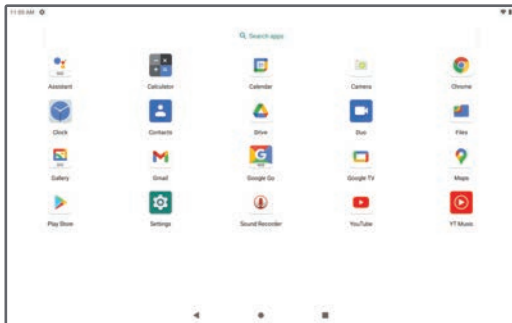 11:00 AM
Search apps
Assistant Calculator Calendar Camera Chrome
Clock Contacts Drive Duo Files
Gallery Gmail Google Go Google TV Maps
Play Store Settings Sound Recorder YouTube YT Music